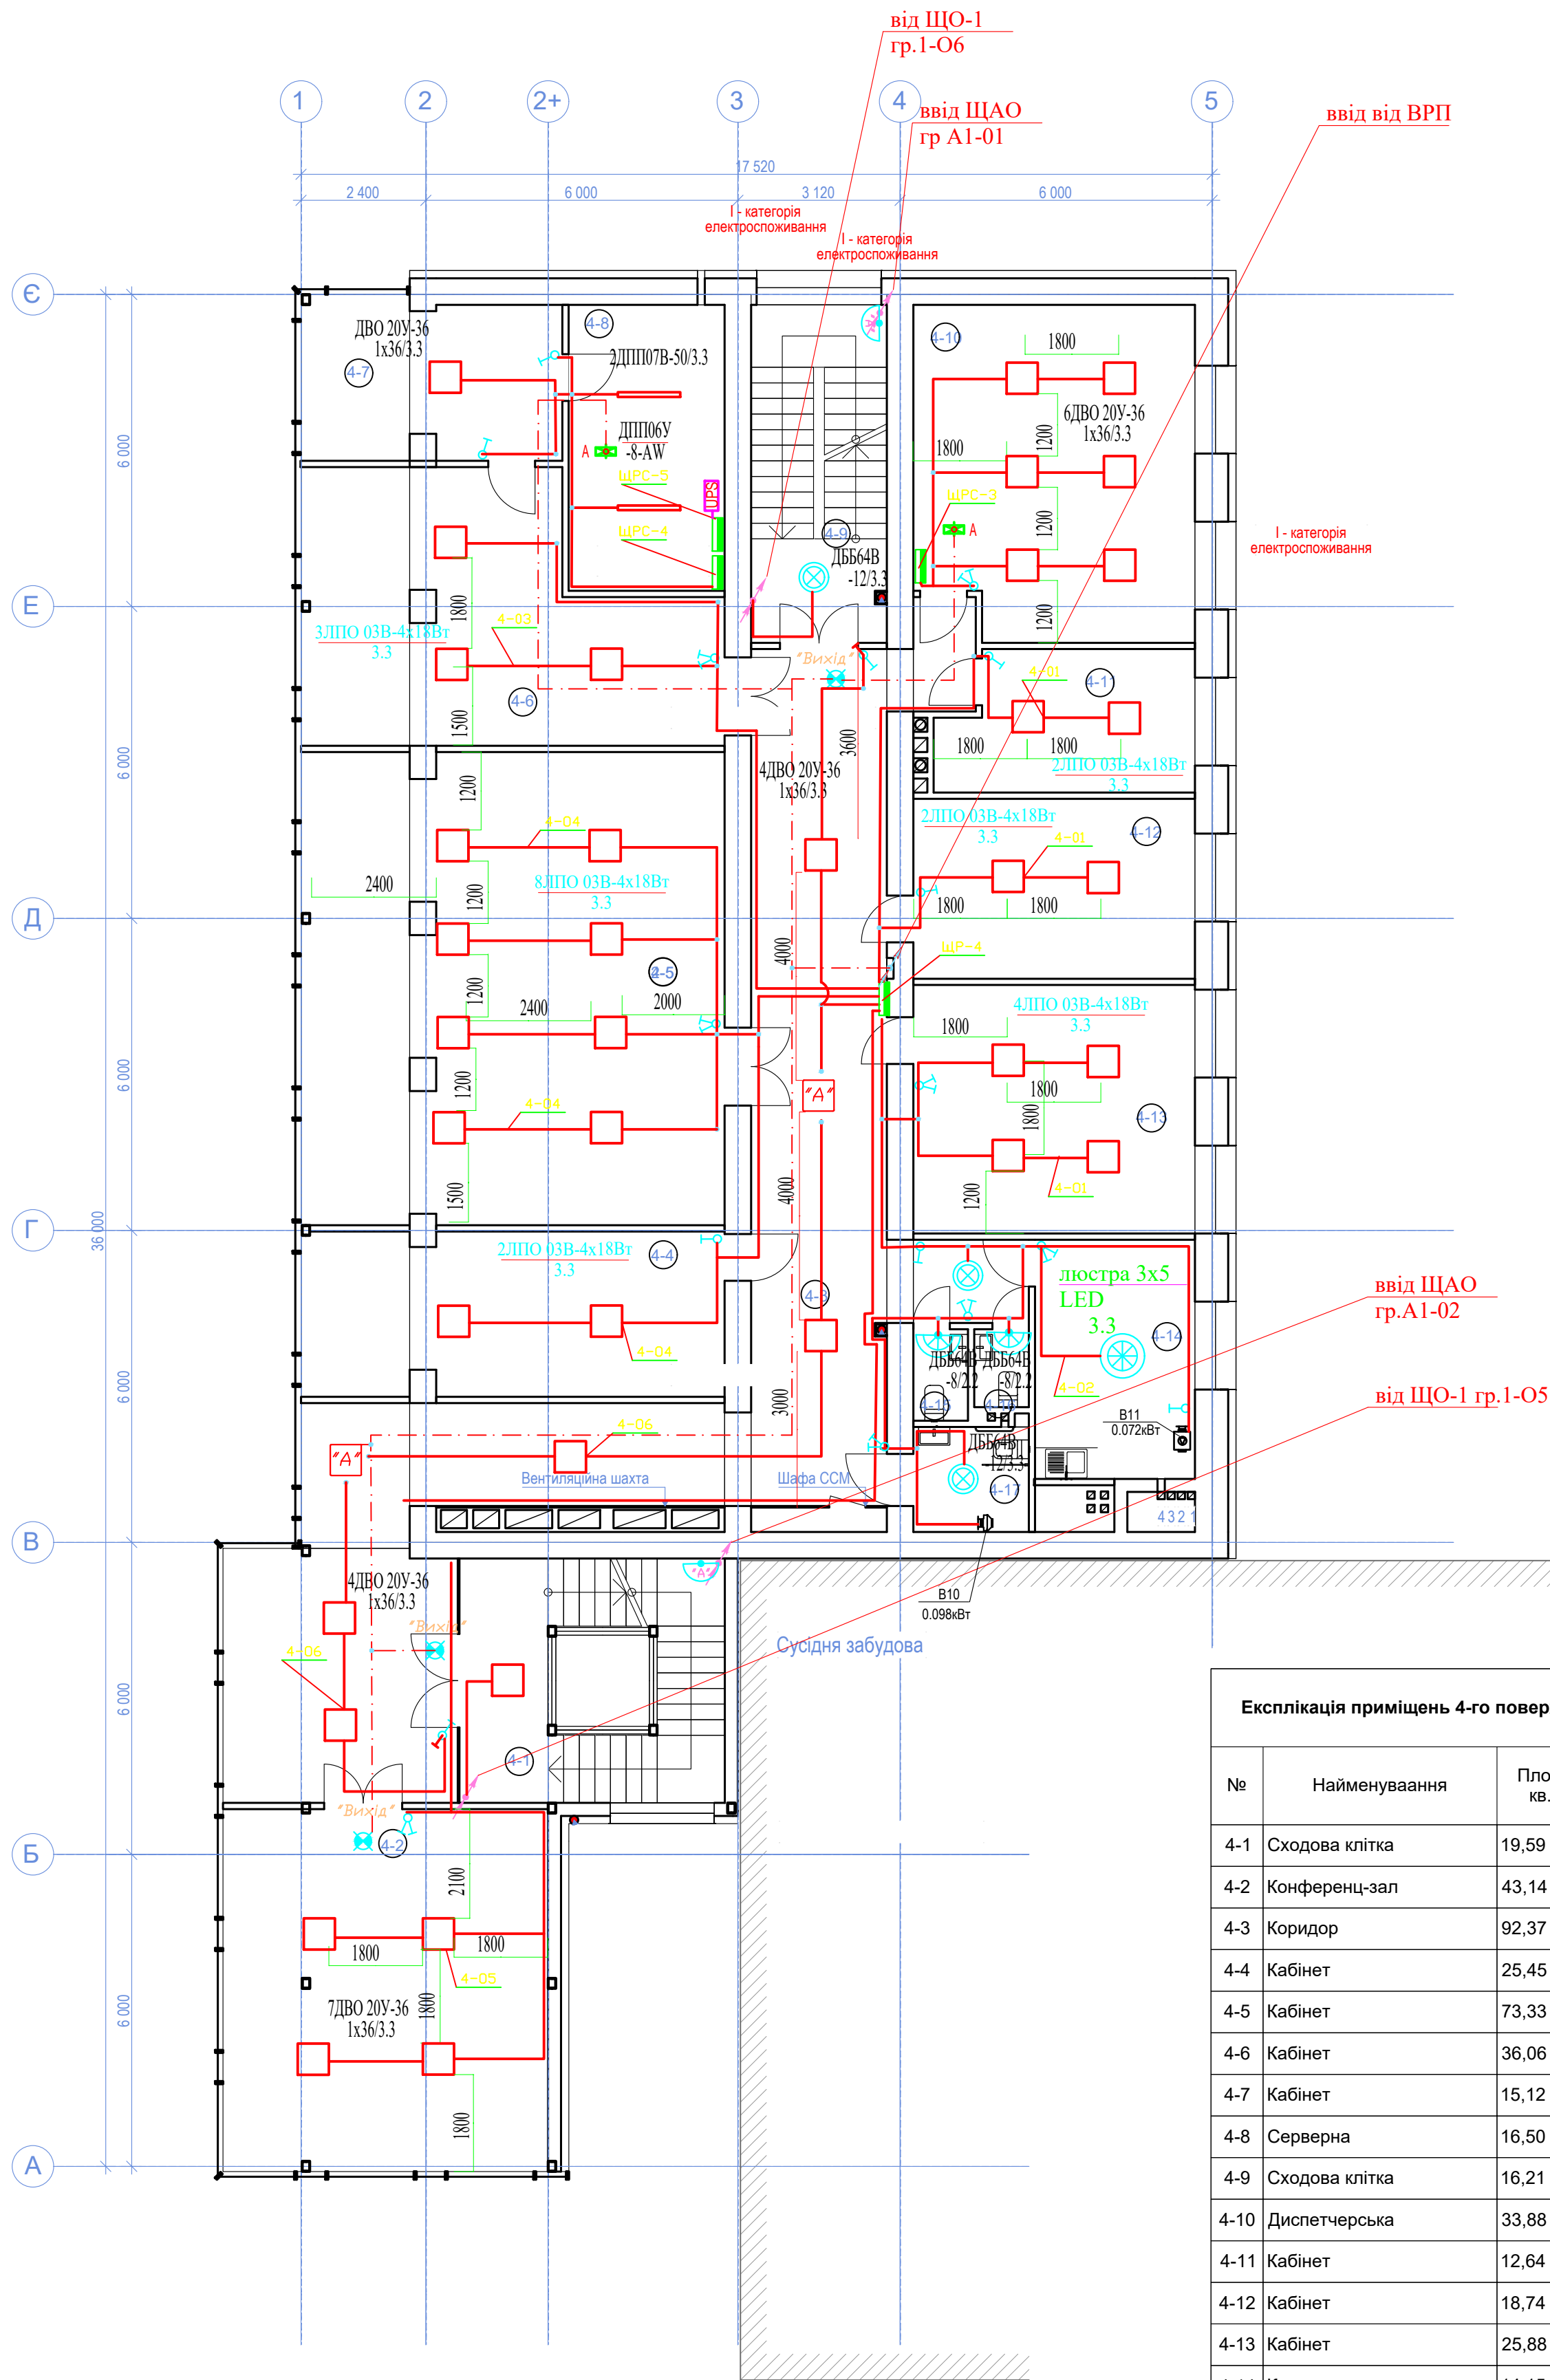 від ЩО-1
гр.1-О6
ввід ЩАО
гр А1-01
ввід від ВРП
1
2
2+
3
4
5
17 520
2 400
6 000
3 120
6 000
І - категорія
електроспоживання
І - категорія
електроспоживання
Є
ДВО 20У-36
1х36/3.3
4-7
4-8
2ДПП07В-50/3.3
4-10
1800
6ДВО 20У-36
1х36/3.3
1200
1800
6 000
ДПП06У
-8-AW
А
ЩРС-5
UPS
ЩРС-4
4-9
ДББ64В
-12/3.3
ЩРС-3
А
1200
І - категорія
електроспоживання
1200
Е
1800
3ЛПО 03В-4х18Вт
3.3
4-03
"Вихід"
4-01
4-11
4-6
1500
3600
1800
1800
2ЛПО 03В-4х18Вт
3.3
6 000
4ДВО 20У-36
1х36/3.3
1200
4-04
2ЛПО 03В-4х18Вт
3.3
4-01
4-12
2400
8ЛПО 03В-4х18Вт
3.3
1200
1800
1800
Д
4000
ЩР-4
4-5
1200
2400
2000
4ЛПО 03В-4х18Вт
3.3
1800
6 000
1200
"А"
1800
1800
4-13
4-04
1500
4000
1200
4-01
Г
36 000
2ЛПО 03В-4х18Вт
3.3
4-4
4-3
люстра 3х5
LED
3.3
4-14
ввід ЩАО
гр.А1-02
4-04
ДББ64В
-8/2.2
ДББ64В
-8/2.2
4-02
6 000
3000
4-15
4-16
від ЩО-1 гр.1-О5
В11
0.072кВт
"А"
4-06
ДББ64В
-12/3.3
Вентиляційна шахта
Шафа ССМ
4-17
4 3 2 1
В
4ДВО 20У-36
1х36/3.3
"А"
В10
0.098кВт
"Вихід"
Сусідня забудова
4-06
6 000
4-1
"Вихід"
4-2
Б
2100
1800
1800
4-05
7ДВО 20У-36
1х36/3.3
1800
6 000
1800
А
Експлікація приміщень 4-го повер
№
Найменуваання
Пло
кв.
4-1 Сходова клітка 19,59
4-2 Конференц-зал 43,14
4-3 Коридор 92,37
4-4 Кабінет 25,45
4-5 Кабінет 73,33
4-6 Кабінет 36,06
4-7 Кабінет 15,12
4-8 Серверна 16,50
4-9 Сходова клітка 16,21
4-10 Диспетчерська 33,88
4-11 Кабінет 12,64
4-12 Кабінет 18,74
4-13 Кабінет 25,88